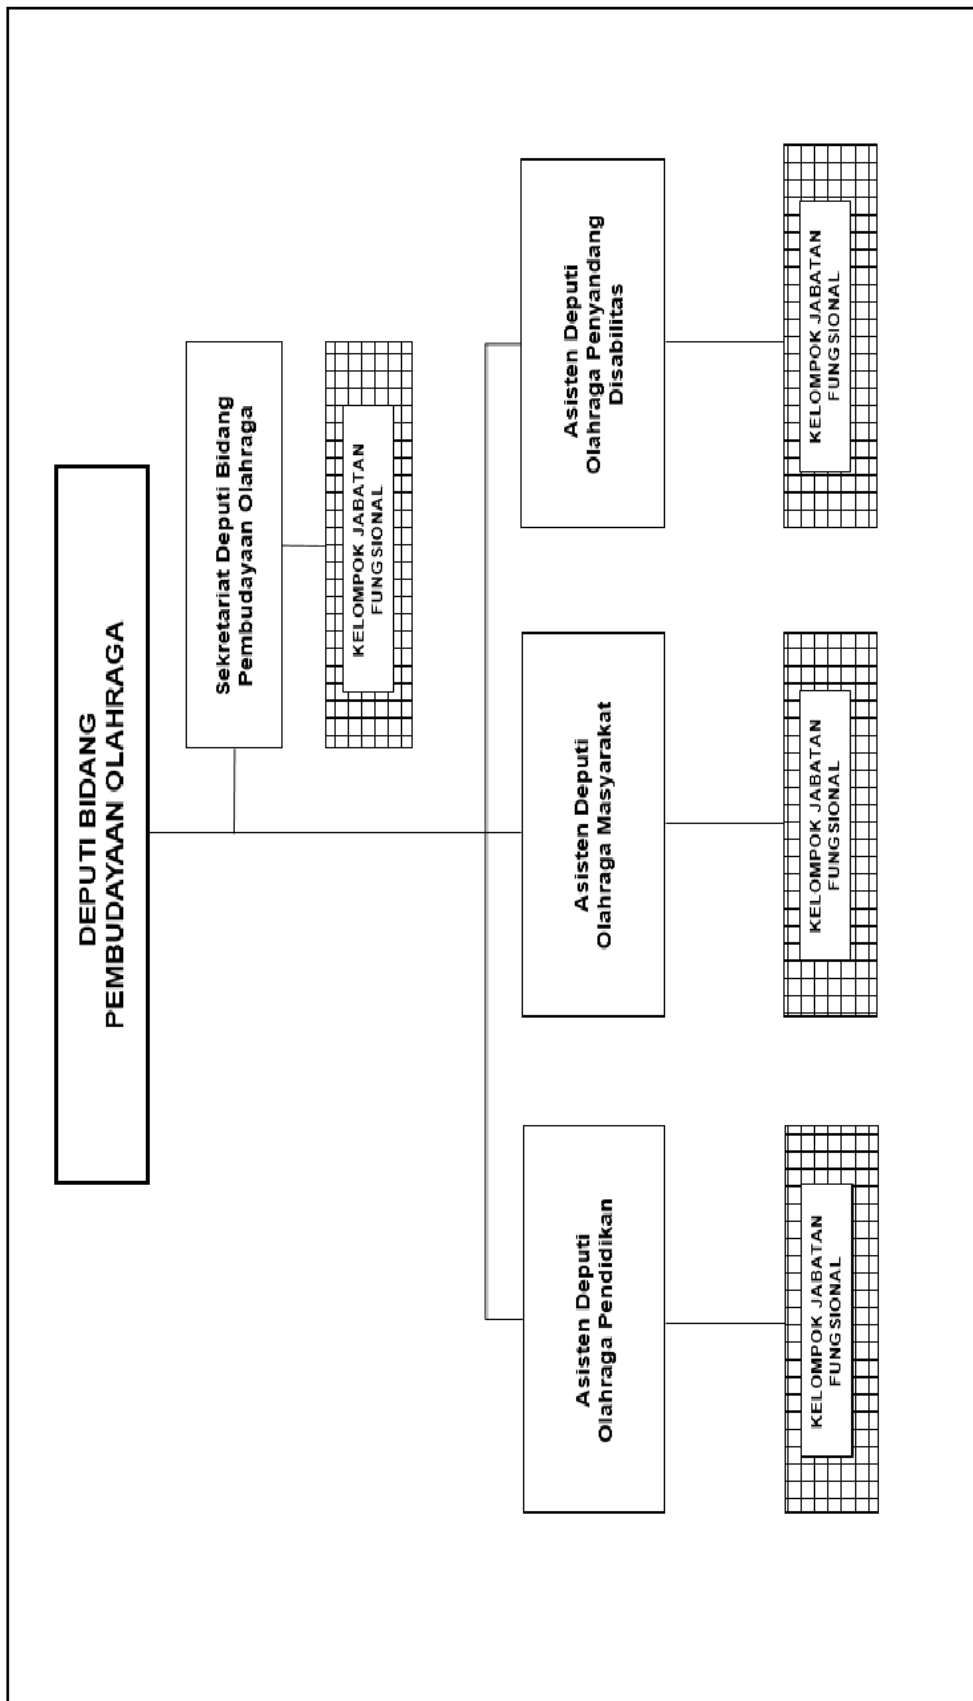 DEPUTI BIDANG
PEMBUDAYAAN OLAHRAGA
Sekretariat Deputi Bidang
Pembudayaan Olahraga
KELOMPOK JABATAN
FUNGSIONAL
Asisten Deputi
Olahraga Pendidikan
Asisten Deputi
Olahraga Masyarakat
Asisten Deputi
Olahraga Penyandang
Disabilitas
KELOMPOK JABATAN
FUNGSIONAL
KELOMPOK JABATAN
FUNGSIONAL
KELOMPOK JABATAN
FUNGSIONAL